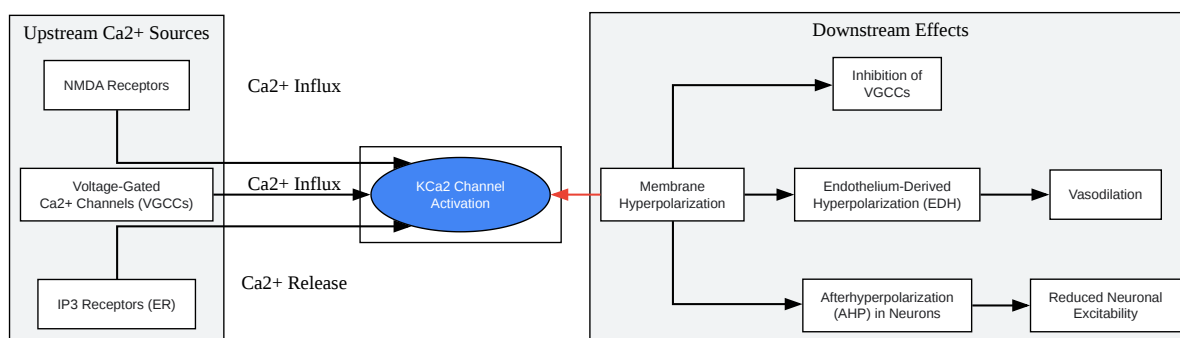 Upstream Ca2+ Sources
NMDA Receptors
Voltage-Gated
Ca2+ Channels (VGCCs)
IP3 Receptors (ER)
Ca2+ Influx
Ca2+ Influx
Ca2+ Release
KCa2 Channel
Activation
Downstream Effects
Inhibition of
VGCCs
Membrane
Hyperpolarization
Endothelium-Derived
Hyperpolarization (EDH)
Vasodilation
Afterhyperpolarization
(AHP) in Neurons
Reduced Neuronal
Excitability